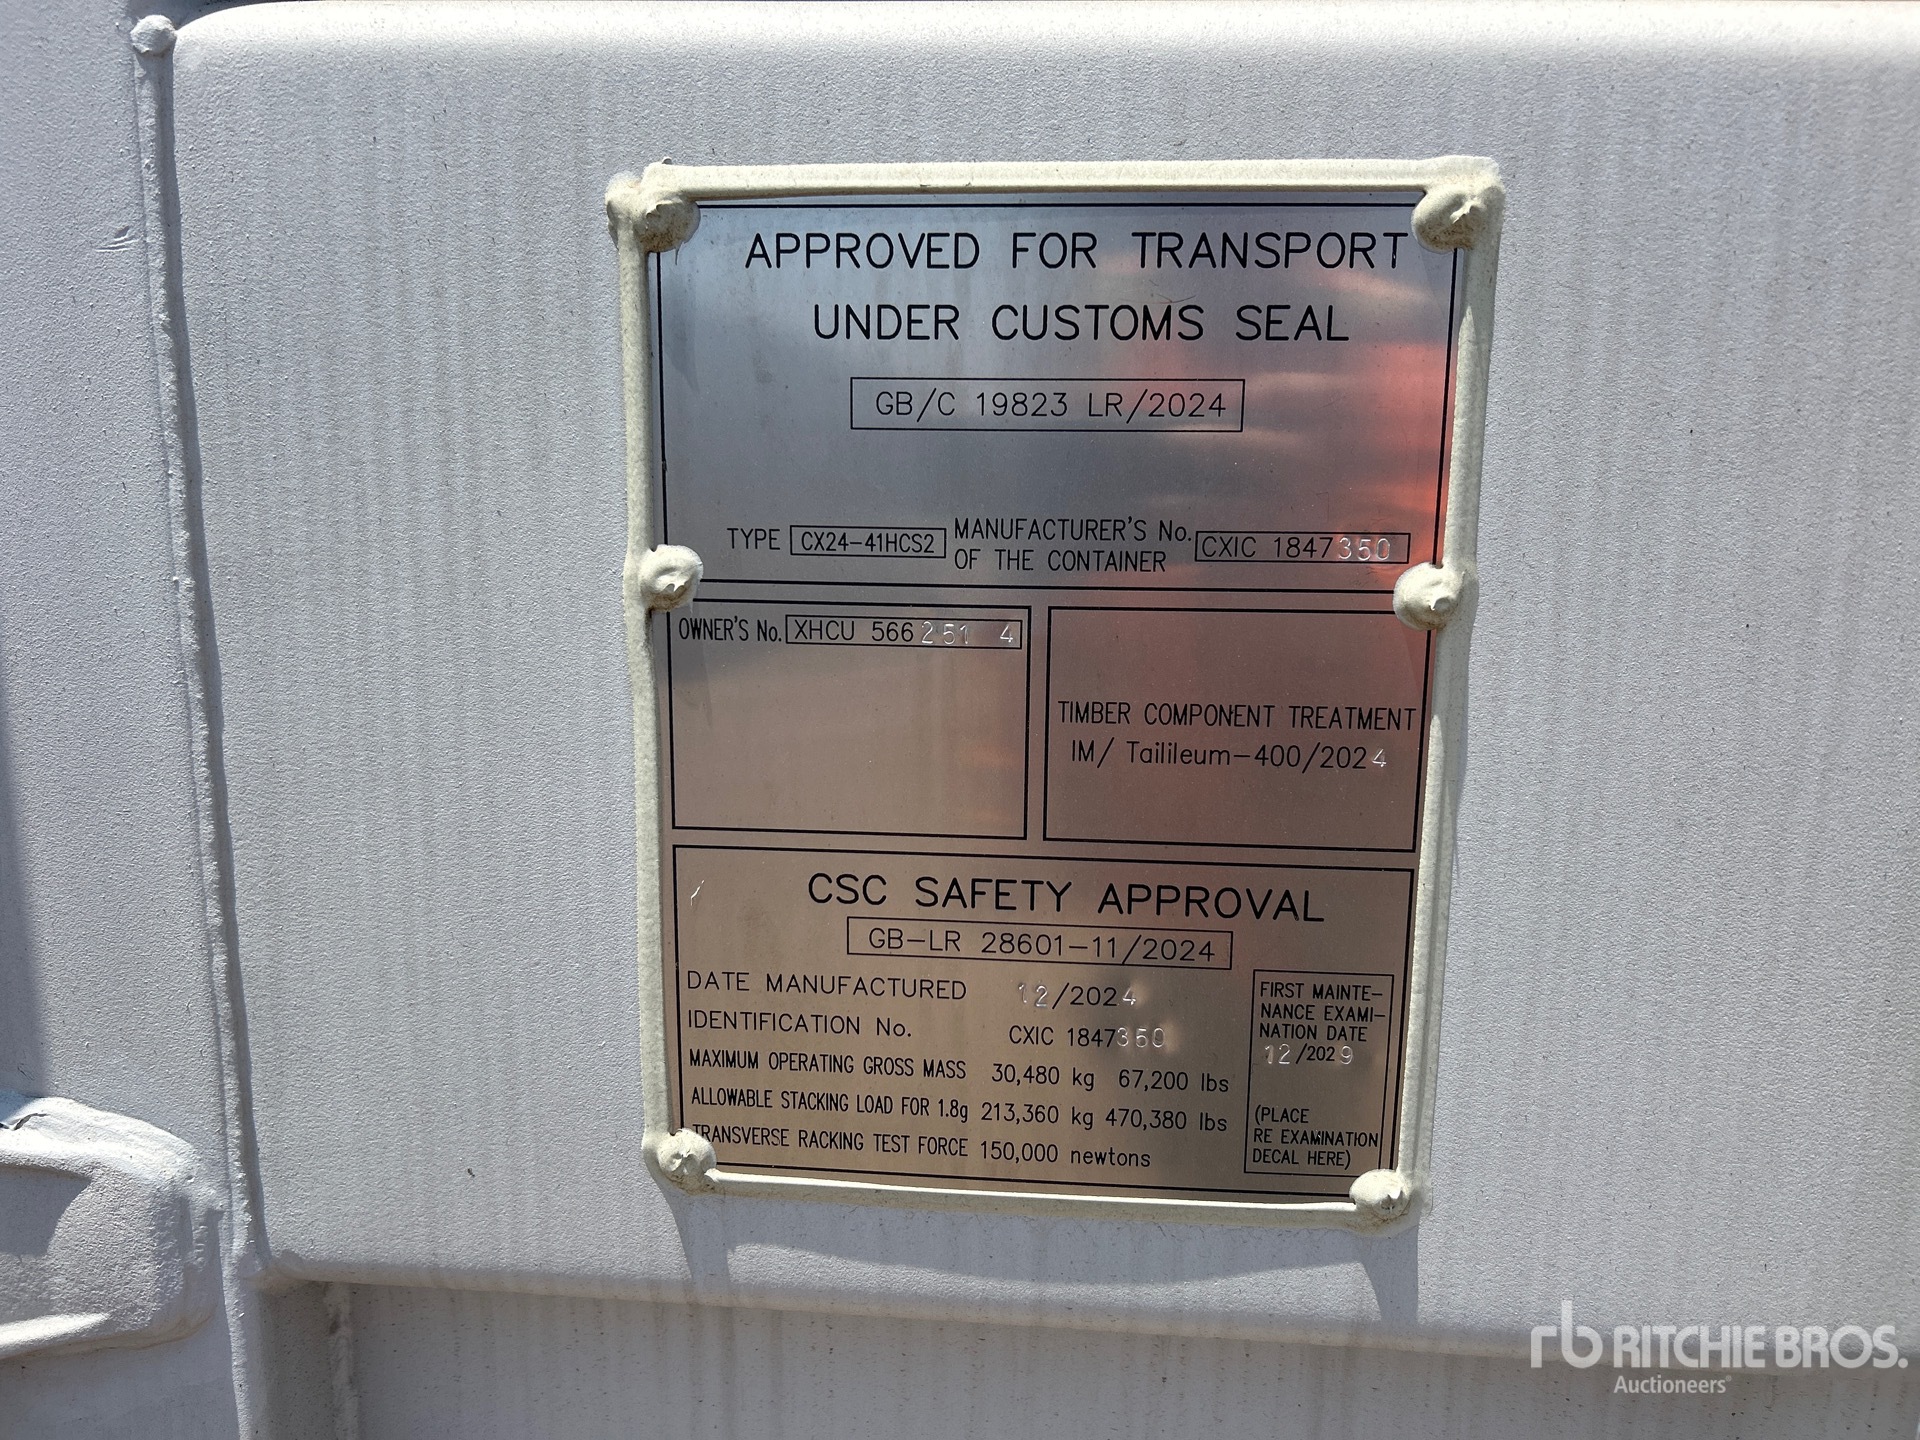 APPROVED FOR TRANSPORT
UNDER CUSTOMS SEAL
GB/C 19823 LR/2024
TYPE CX24-41HCS2 MANUFACTURER'S No. OF THE CONTAINER CXIC 1847350
OWNER'S No. XHCU 566251 4
TIMBER COMPONENT TREATMENT
IM/ Tailileum-400/2024
CSC SAFETY APPROVAL
GB-LR 28601-11/2024
DATE MANUFACTURED 12/2024
IDENTIFICATION No. CXIC 1847350
MAXIMUM OPERATING GROSS MASS 30,480 kg 67,200 lbs
ALLOWABLE STACKING LOAD FOR 1.8g 213,360 kg 470,380 lbs
TRANSVERSE RACKING TEST FORCE 150,000 newtons
FIRST MAINTE-
NANCE EXAMI-
NATION DATE
12/2029
(PLACE
RE EXAMINATION
DECAL HERE)
rb RITCHIE BROS.
Auctioneers